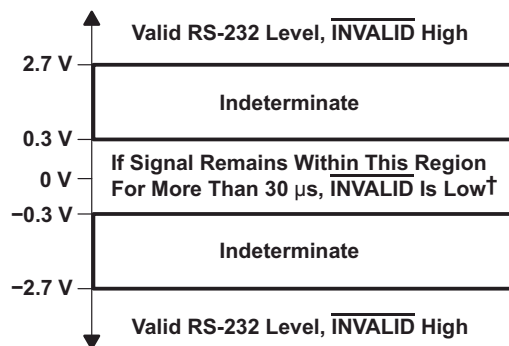 Valid RS-232 Level, INVALID High
2.7 V
Indeterminate
0.3 V
If Signal Remains Within This Region
0 V
For More Than 30 µs, INVALID Is Low†
−0.3 V
Indeterminate
−2.7 V
Valid RS-232 Level, INVALID High